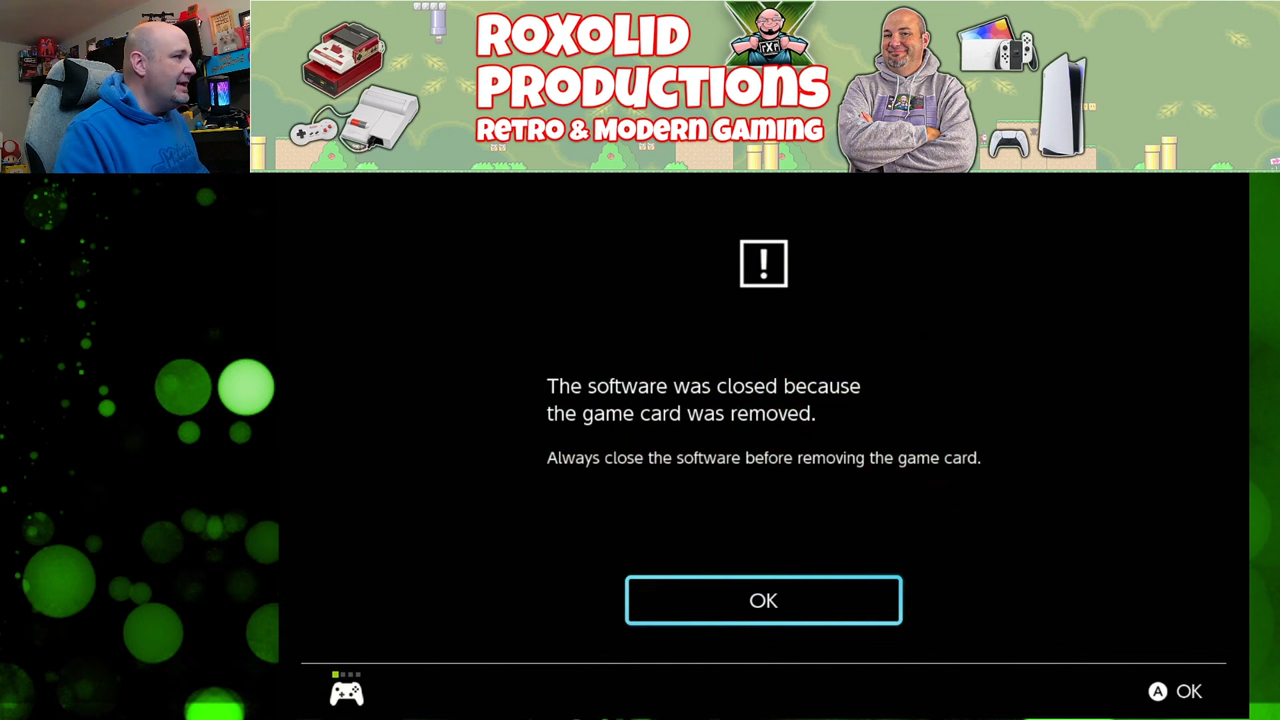 ROXOLID
PRODUCTIONS
RETRO & MODERN GAMING
RXP
!
The software was closed because
the game card was removed.
Always close the software before removing the game card.
OK
A OK